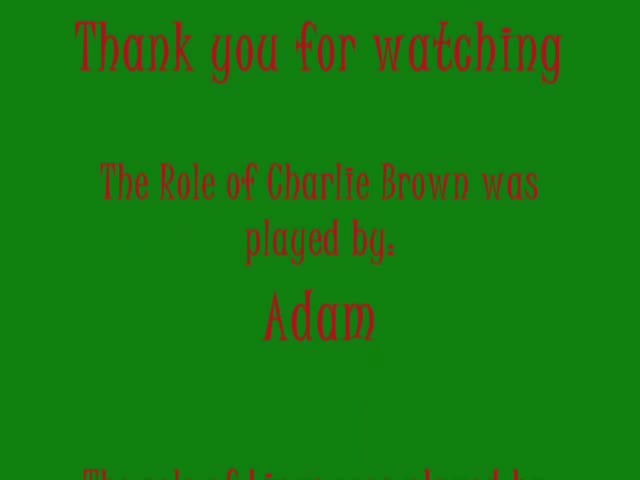 Thank you for watching
The Role of Charlie Brown was
played by:
Adam